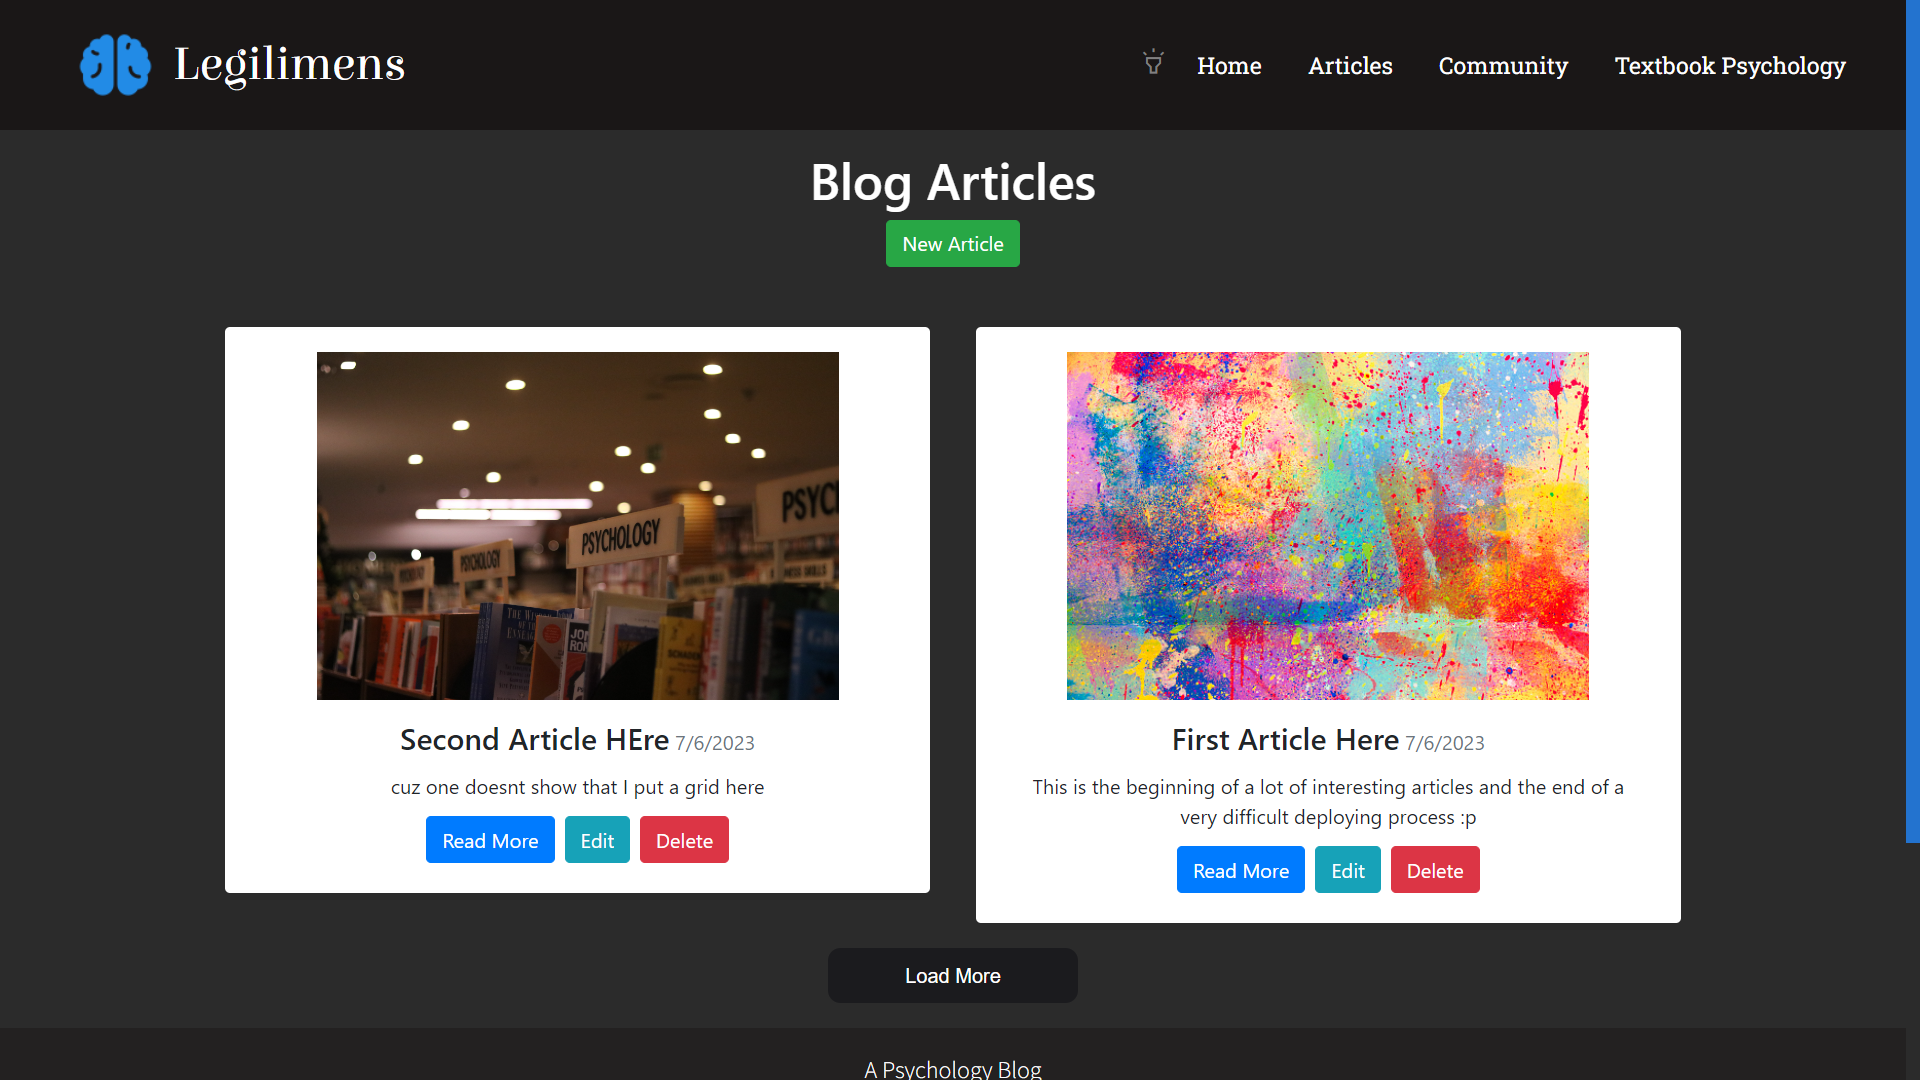 Legilimens
Home Articles Community Textbook Psychology
Blog Articles
New Article
PSYCHOLOGY
PSYCHOLOGY
Second Article HEre 7/6/2023
cuz one doesnt show that I put a grid here
Read More Edit Delete
First Article Here 7/6/2023
This is the beginning of a lot of interesting articles and the end of a
very difficult deploying process :p
Read More Edit Delete
Load More
A Psychology Blog